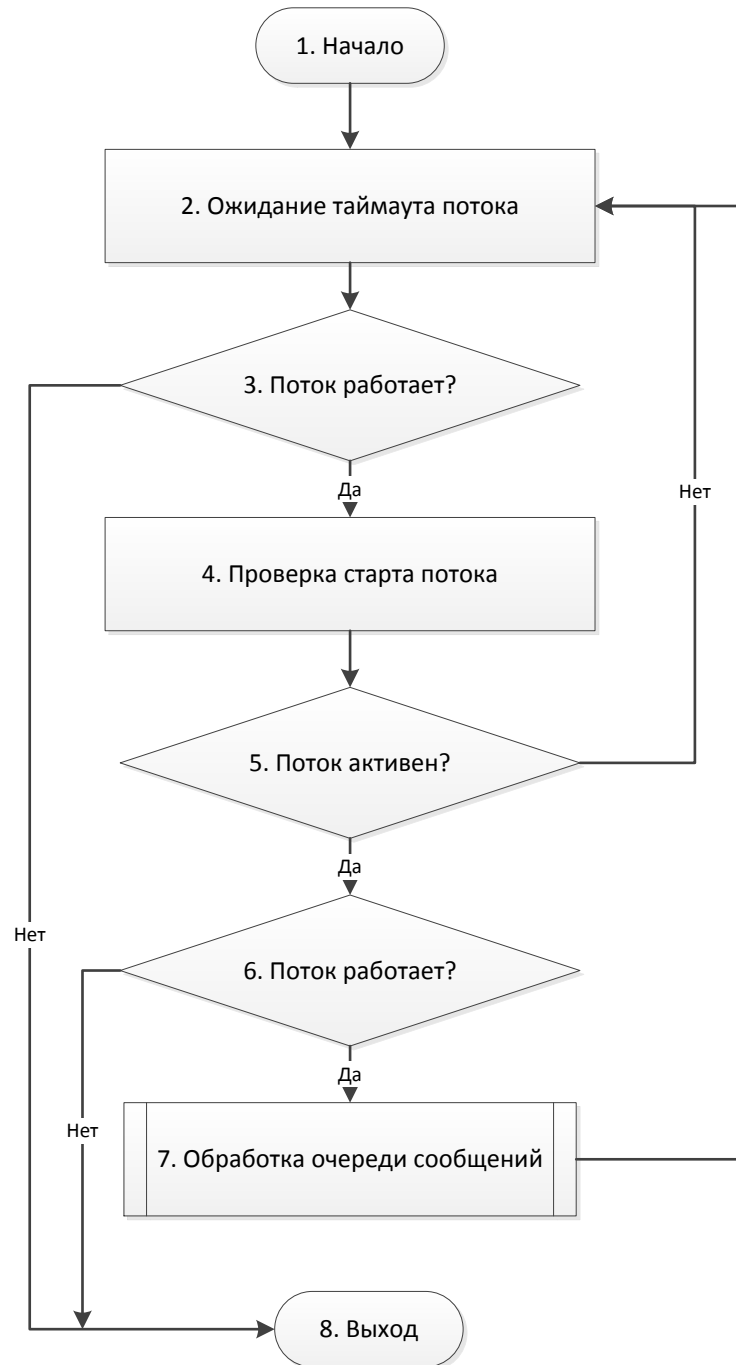 1. Начало
2. Ожидание таймаута потока
3. Поток работает?
Да
Нет
4. Проверка старта потока
5. Поток активен?
Да
Нет
6. Поток работает?
Да
Нет
7. Обработка очереди сообщений
8. Выход